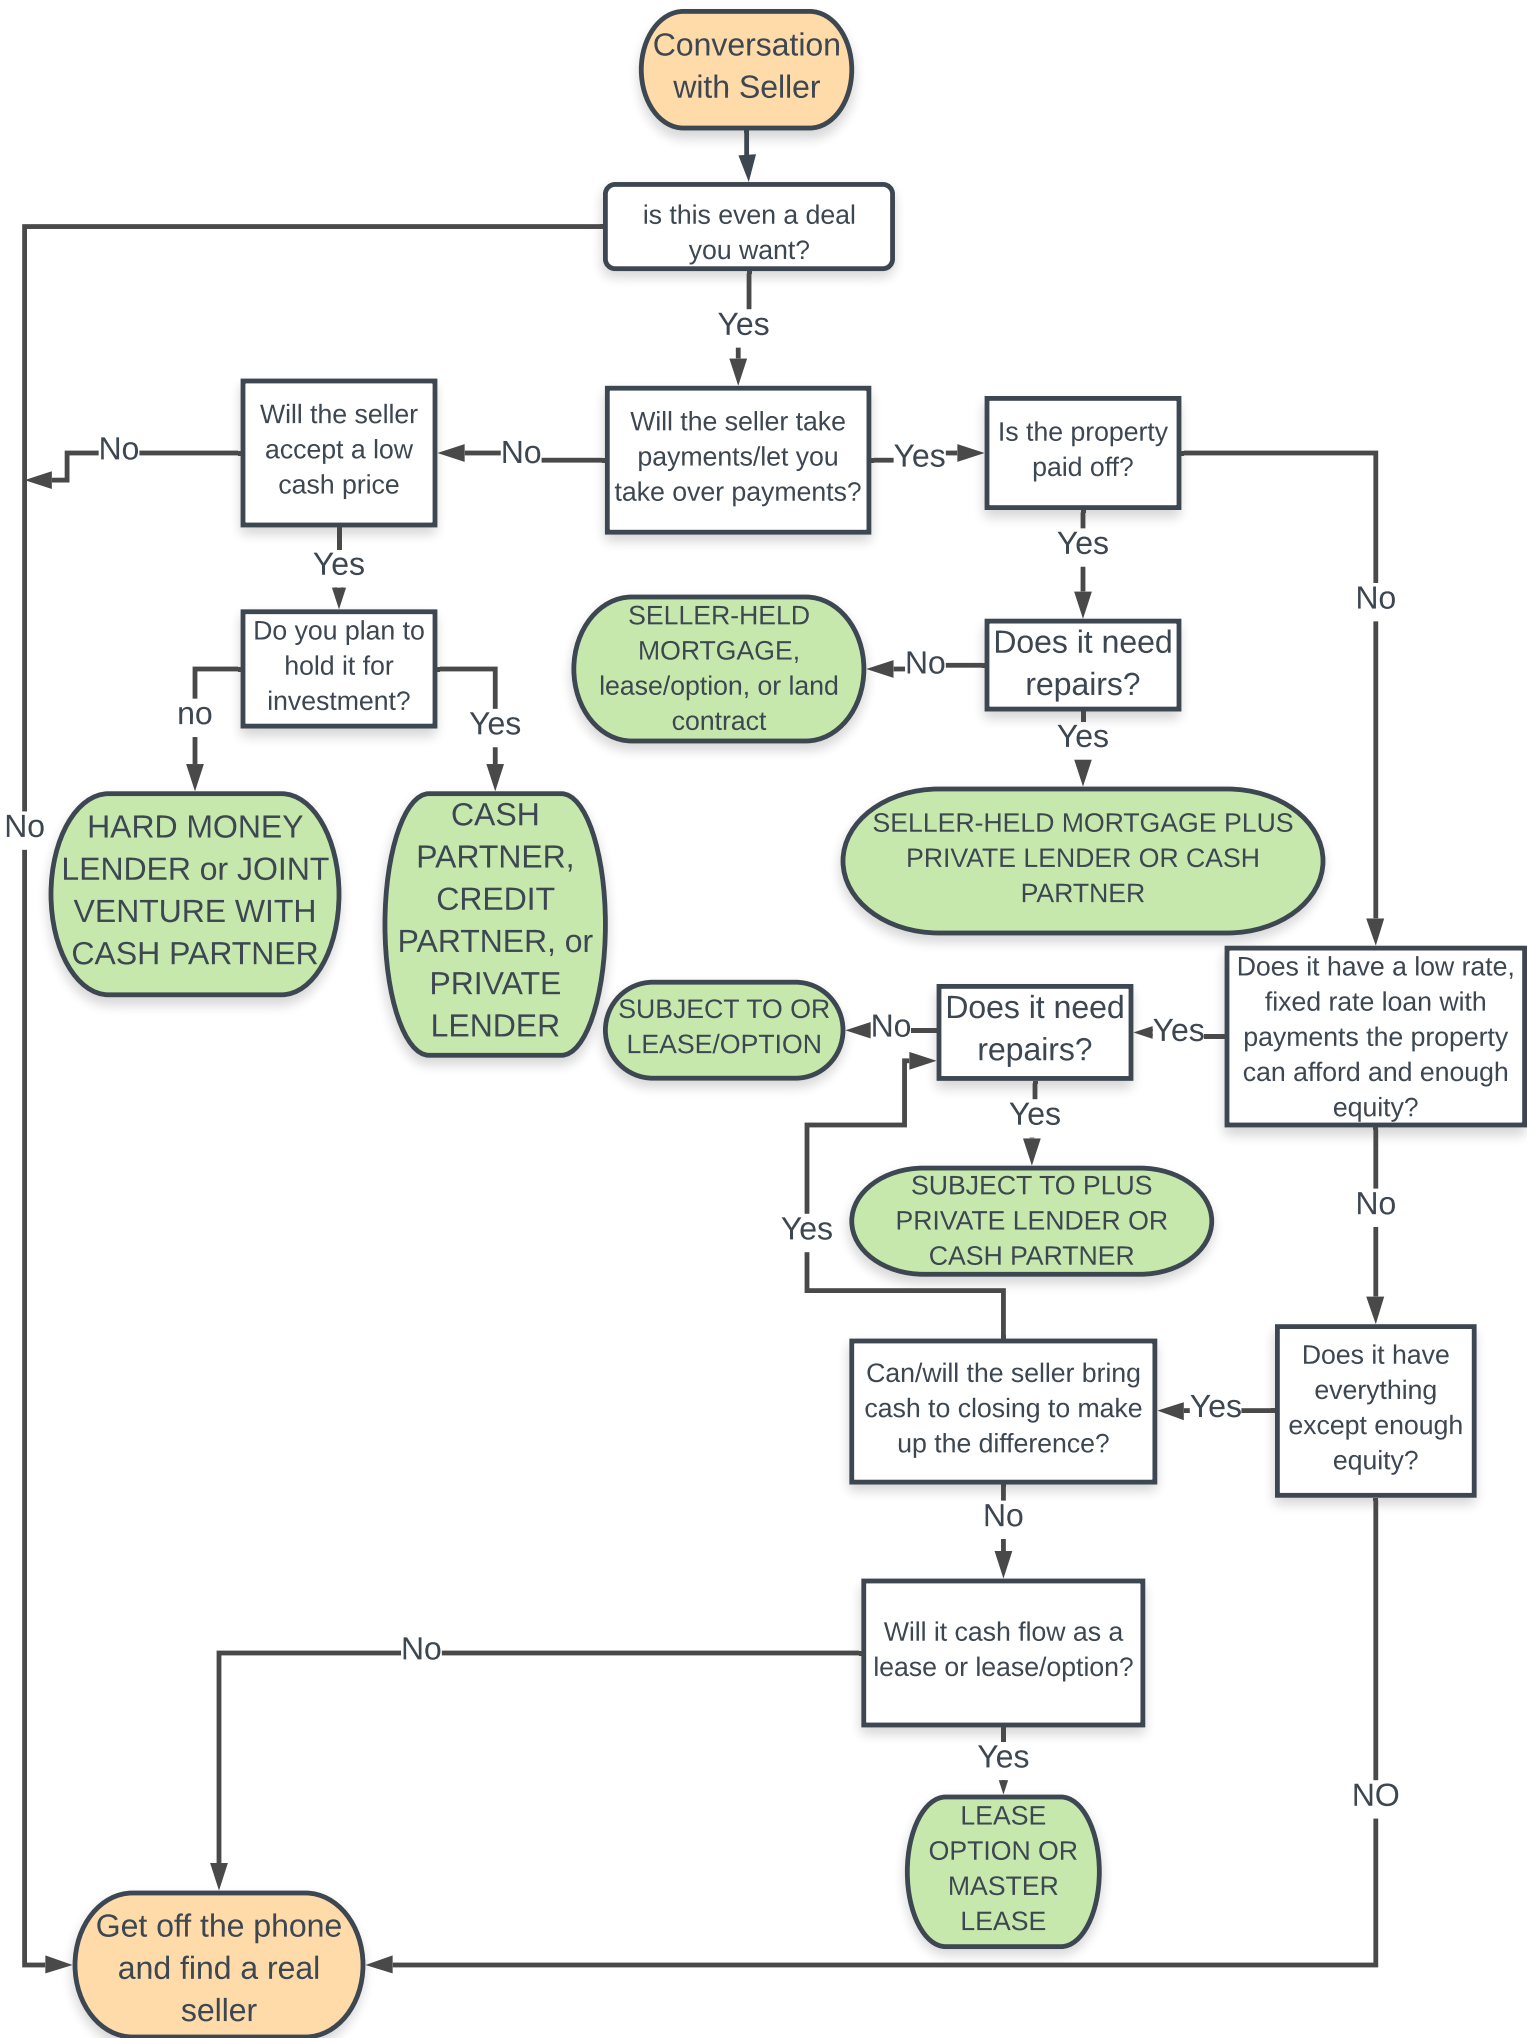 Conversation
with Seller
is this even a deal
you want?
Yes
Will the seller
accept a low
cash price
No
Will the seller take
payments/let you
take over payments?
No
Yes
Is the property
paid off?
Yes
No
Yes
Do you plan to
hold it for
investment?
no
Yes
SELLER-HELD
MORTGAGE,
lease/option, or land
contract
No
Does it need
repairs?
Yes
No
HARD MONEY
LENDER or JOINT
VENTURE WITH
CASH PARTNER
CASH
PARTNER,
CREDIT
PARTNER, or
PRIVATE
LENDER
SELLER-HELD MORTGAGE PLUS
PRIVATE LENDER OR CASH
PARTNER
SUBJECT TO OR
LEASE/OPTION
No
Does it need
repairs?
Yes
Does it have a low rate,
fixed rate loan with
payments the property
can afford and enough
equity?
Yes
No
SUBJECT TO PLUS
PRIVATE LENDER OR
CASH PARTNER
Yes
Can/will the seller bring
cash to closing to make
up the difference?
Yes
Does it have
everything
except enough
equity?
No
Will it cash flow as a
lease or lease/option?
No
Yes
NO
LEASE
OPTION OR
MASTER
LEASE
Get off the phone
and find a real
seller